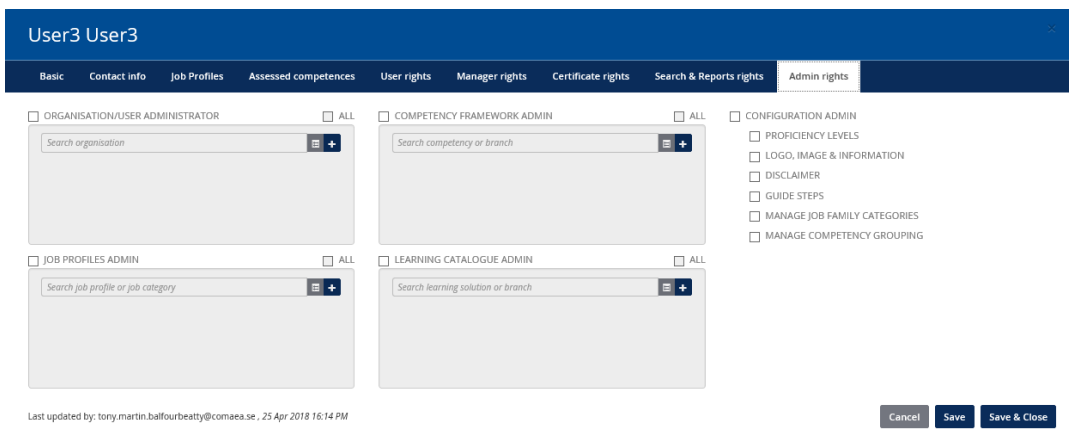 User3 User3
Basic Contact info Job Profiles Assessed competences User rights Manager rights Certificate rights Search & Reports rights Admin rights
ORGANISATION/USER ADMINISTRATOR ALL
Search organisation
COMPETENCY FRAMEWORK ADMIN ALL
Search competency or branch
CONFIGURATION ADMIN
PROFICIENCY LEVELS
LOGO, IMAGE & INFORMATION
DISCLAIMER
GUIDE STEPS
MANAGE JOB FAMILY CATEGORIES
MANAGE COMPETENCY GROUPING
JOB PROFILES ADMIN ALL
Search job profile or job category
LEARNING CATALOGUE ADMIN ALL
Search learning solution or branch
Last updated by: tony.martin.balfourbeatty@comaea.se , 25 Apr 2018 16:14 PM
Cancel Save Save & Close